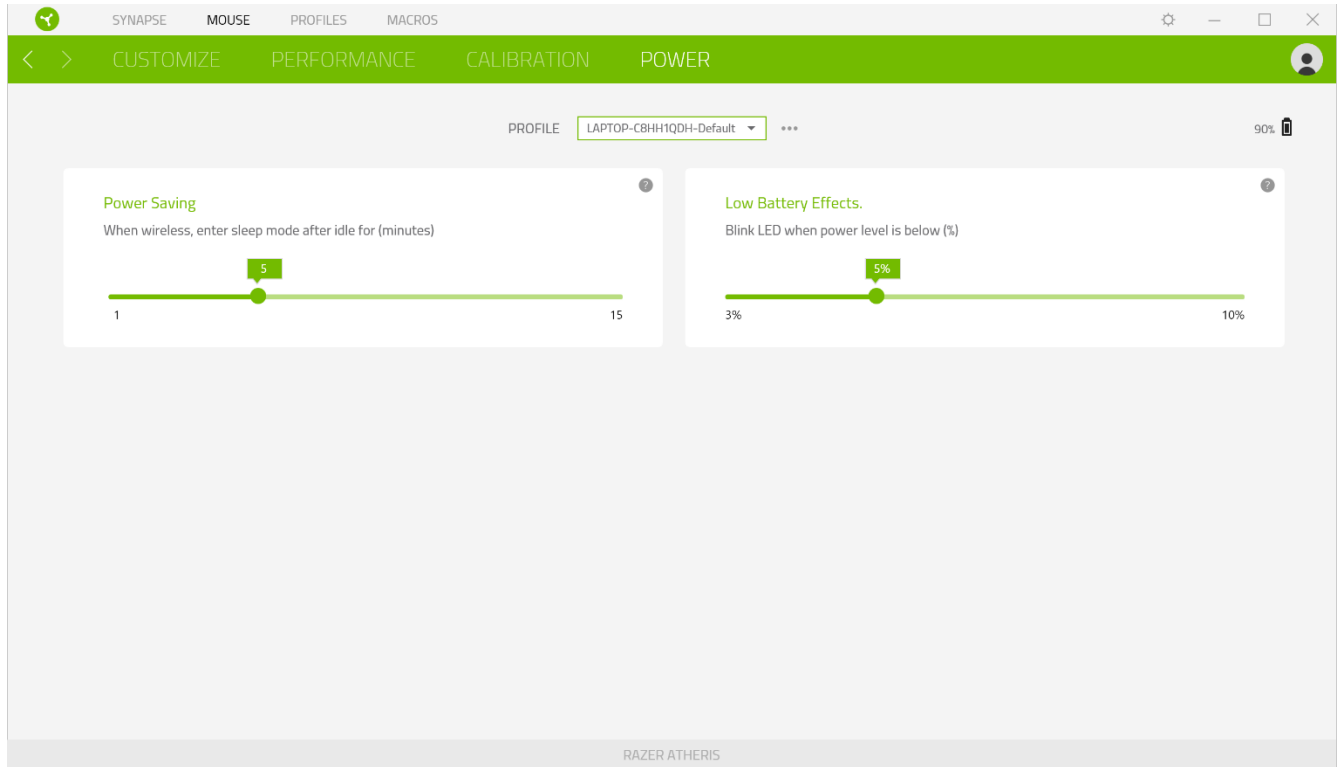 SYNAPSE MOUSE PROFILES MACROS
CUSTOMIZE PERFORMANCE CALIBRATION POWER
PROFILE LAPTOP-C8HH1QDH-Default ••• 90%
Power Saving
When wireless, enter sleep mode after idle for (minutes)
5
1 15
Low Battery Effects.
Blink LED when power level is below (%)
5%
3% 10%
RAZER ATHERIS